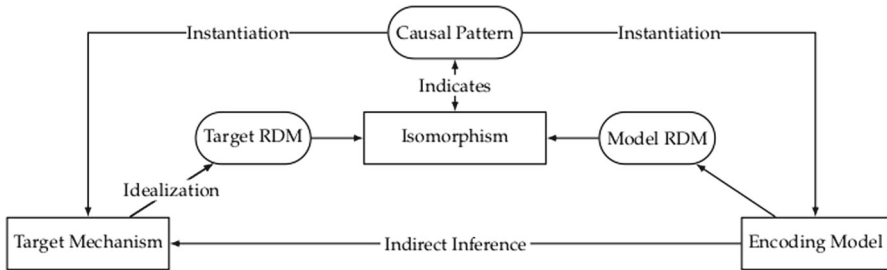 Instantiation
Causal Pattern
Instantiation
Indicates
Target RDM
Isomorphism
Model RDM
Idealization
Target Mechanism
Indirect Inference
Encoding Model